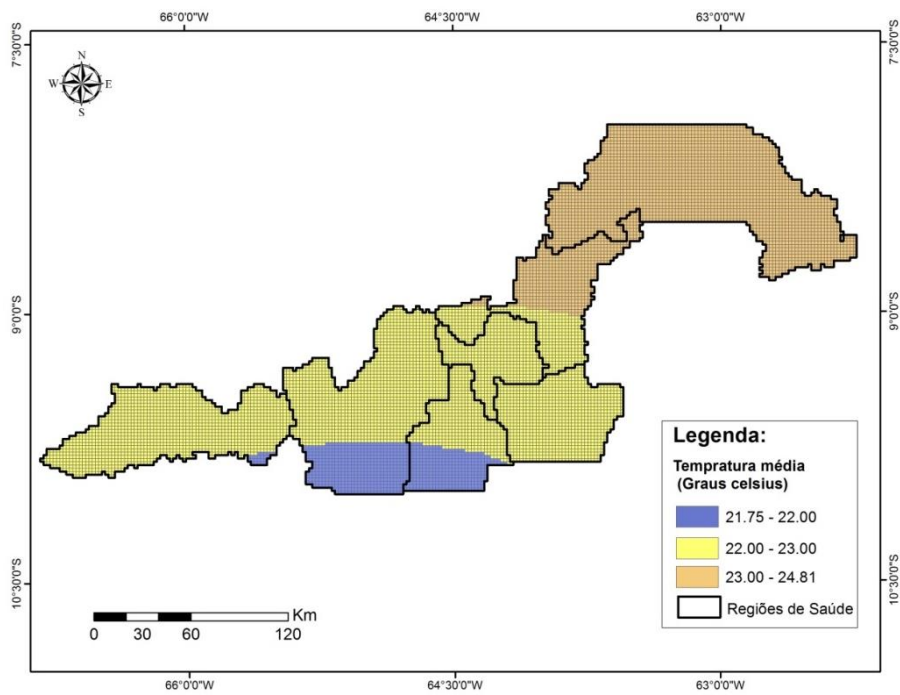 66°0'0"W 64°30'0"W 63°0'0"W
7°30'0"S 7°30'0"S
N
W E
S
9°0'0"S 9°0'0"S
Legenda:
Tempratura média
(Graus celsius)
21.75 - 22.00
22.00 - 23.00
23.00 - 24.81
Regiões de Saúde
10°30'0"S 10°30'0"S
Km
0 30 60 120
66°0'0"W 64°30'0"W 63°0'0"W